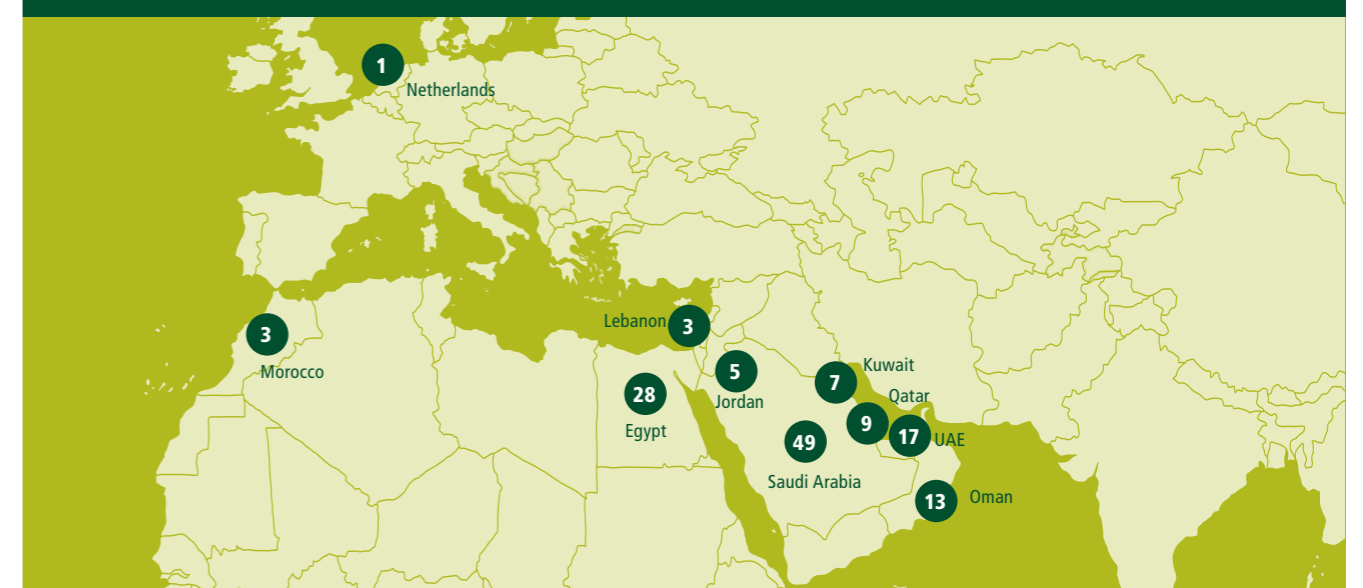 1
Netherlands
3
Morocco
Lebanon 3
5
Jordan
28
Egypt
7
Kuwait
Qatar
9
17 UAE
49
Saudi Arabia
13 Oman